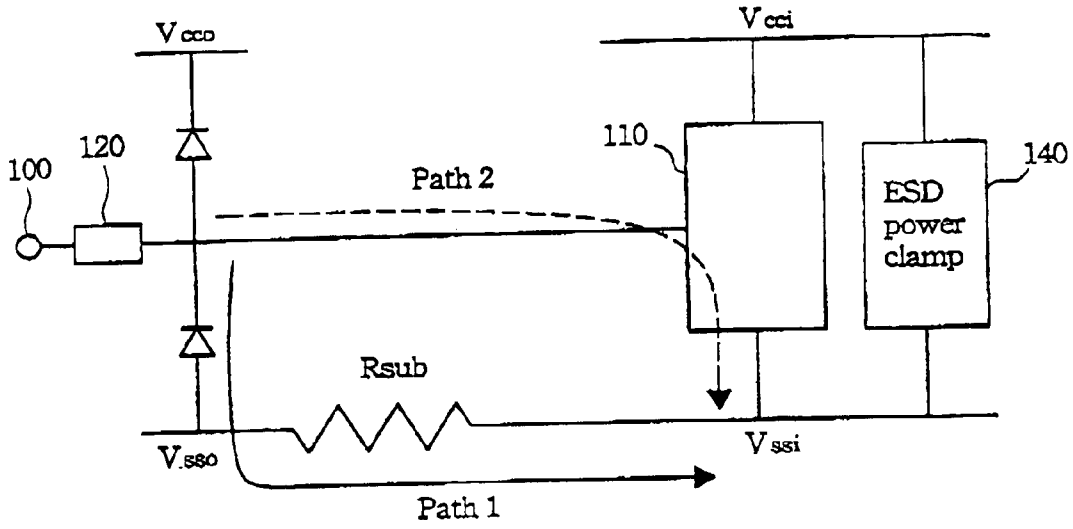 Vcco
Vcci
120
110
100
140
Path 2
ESD
power
clamp
Rsub
Vsso
Vssi
Path 1